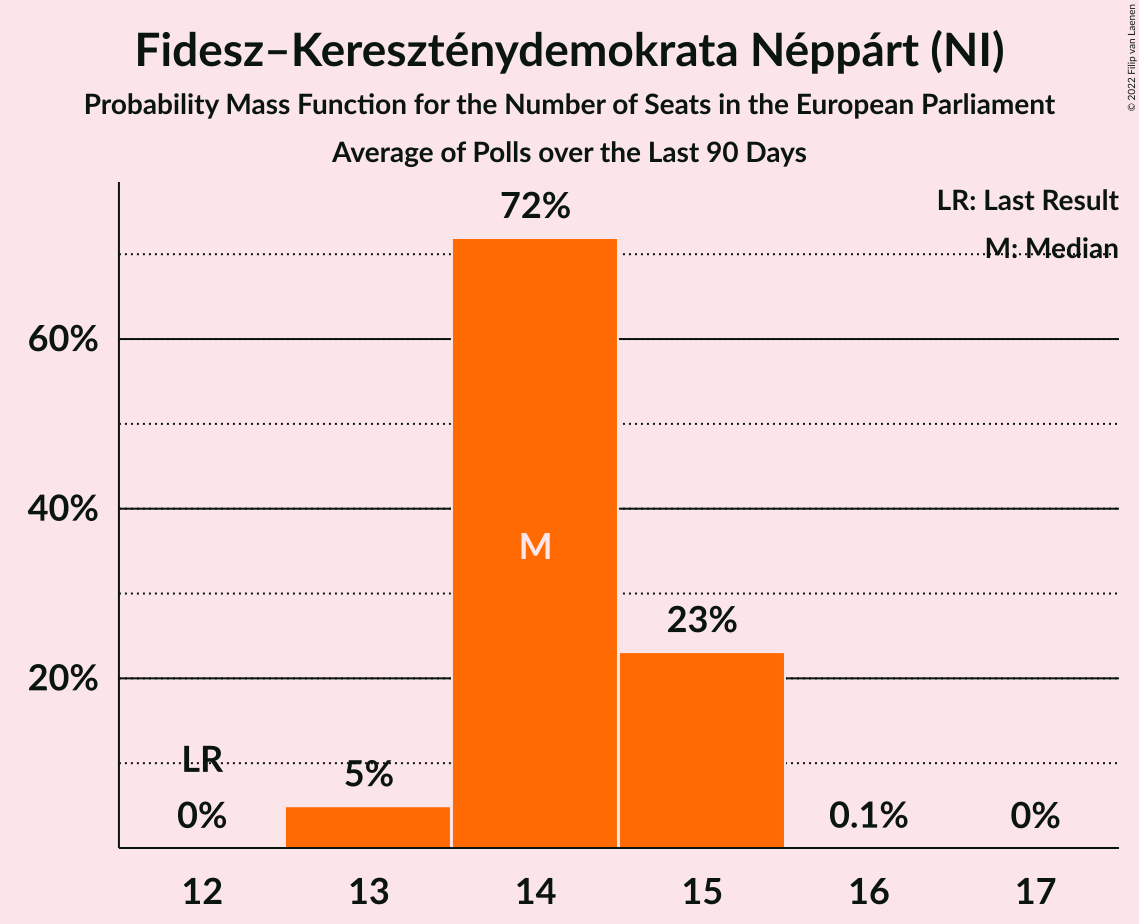 Fidesz–Kereszténydemokrata Néppárt (NI)
Probability Mass Function for the Number of Seats in the European Parliament
Average of Polls over the Last 90 Days
© 2022 Filip van Laenen
LR: Last Result
M: Median
72%
60%
40%
M
23%
20%
LR
5%
0%
0.1%
0%
12 13 14 15 16 17